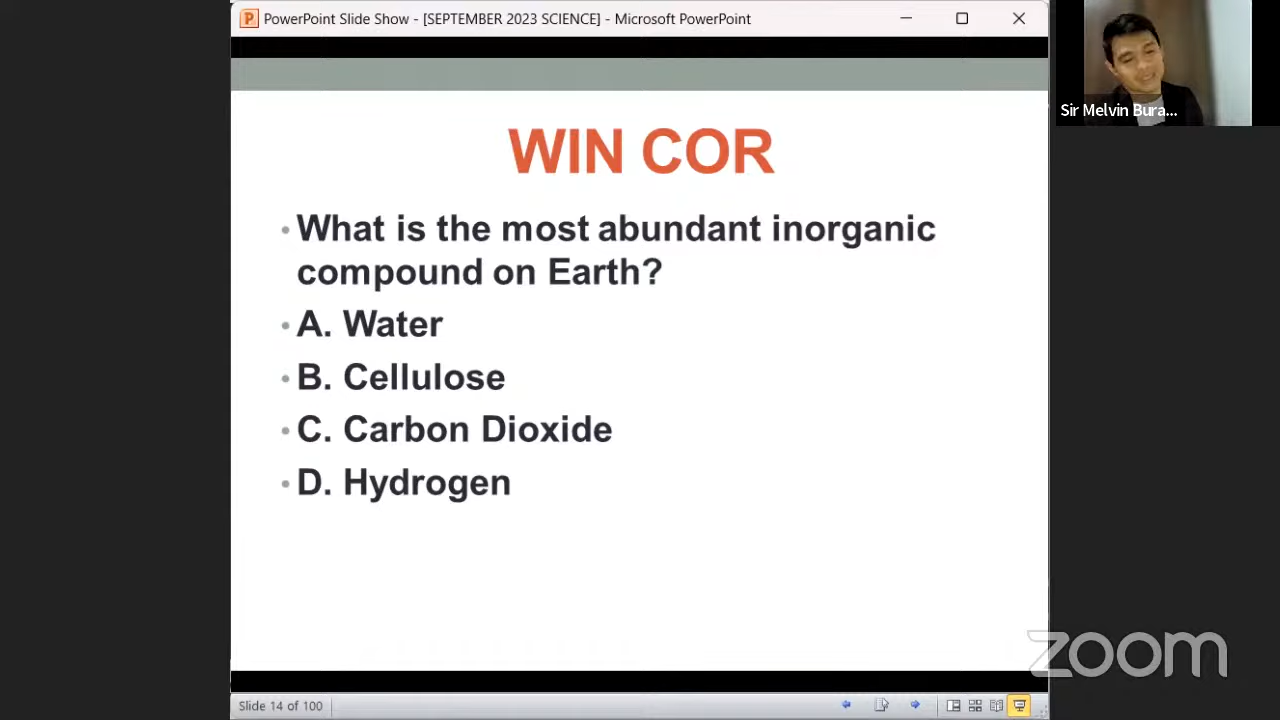 PowerPoint Slide Show - [SEPTEMBER 2023 SCIENCE] - Microsoft PowerPoint
Sir Melvin Bura...
WIN COR
• What is the most abundant inorganic
compound on Earth?
• A. Water
• B. Cellulose
• C. Carbon Dioxide
• D. Hydrogen
zoom
Slide 14 of 100